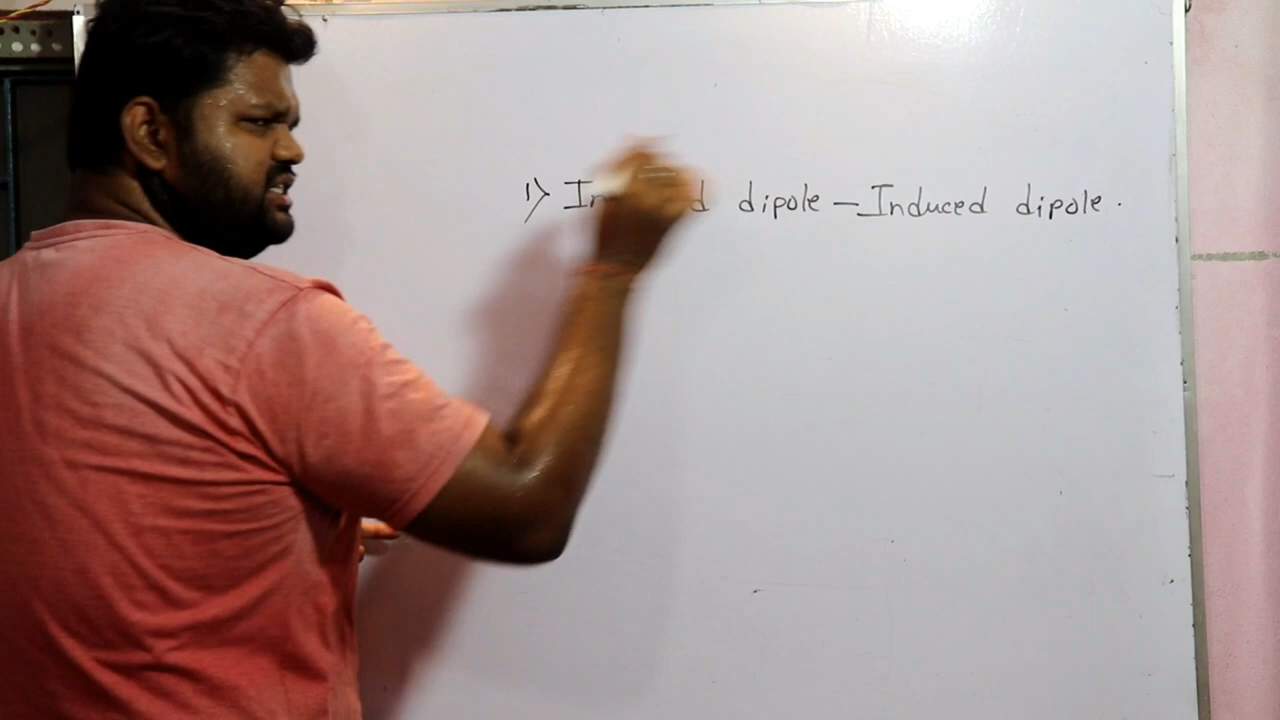 1) dipole – Induced dipole.